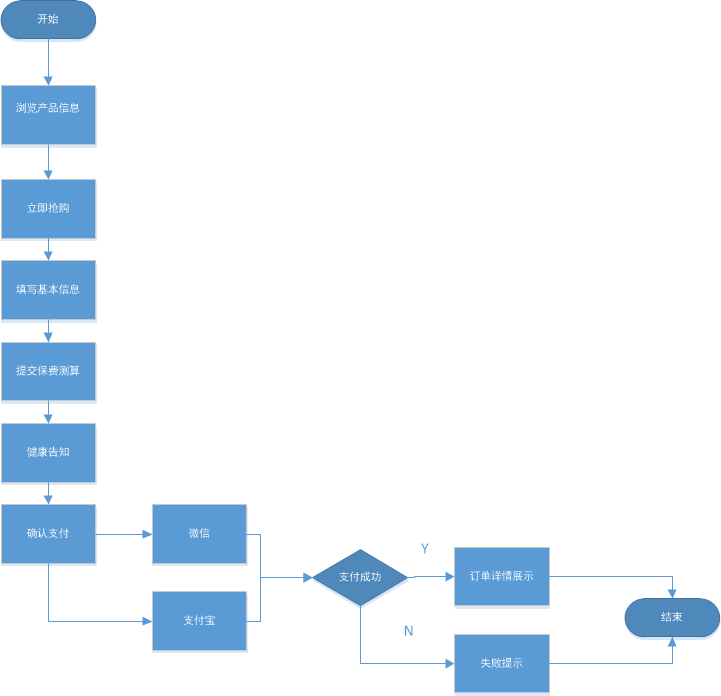 开始
浏览产品信息
立即抢购
填写基本信息
提交保费测算
健康告知
确认支付
微信
支付宝
支付成功
Y
N
订单详情展示
失败提示
结束